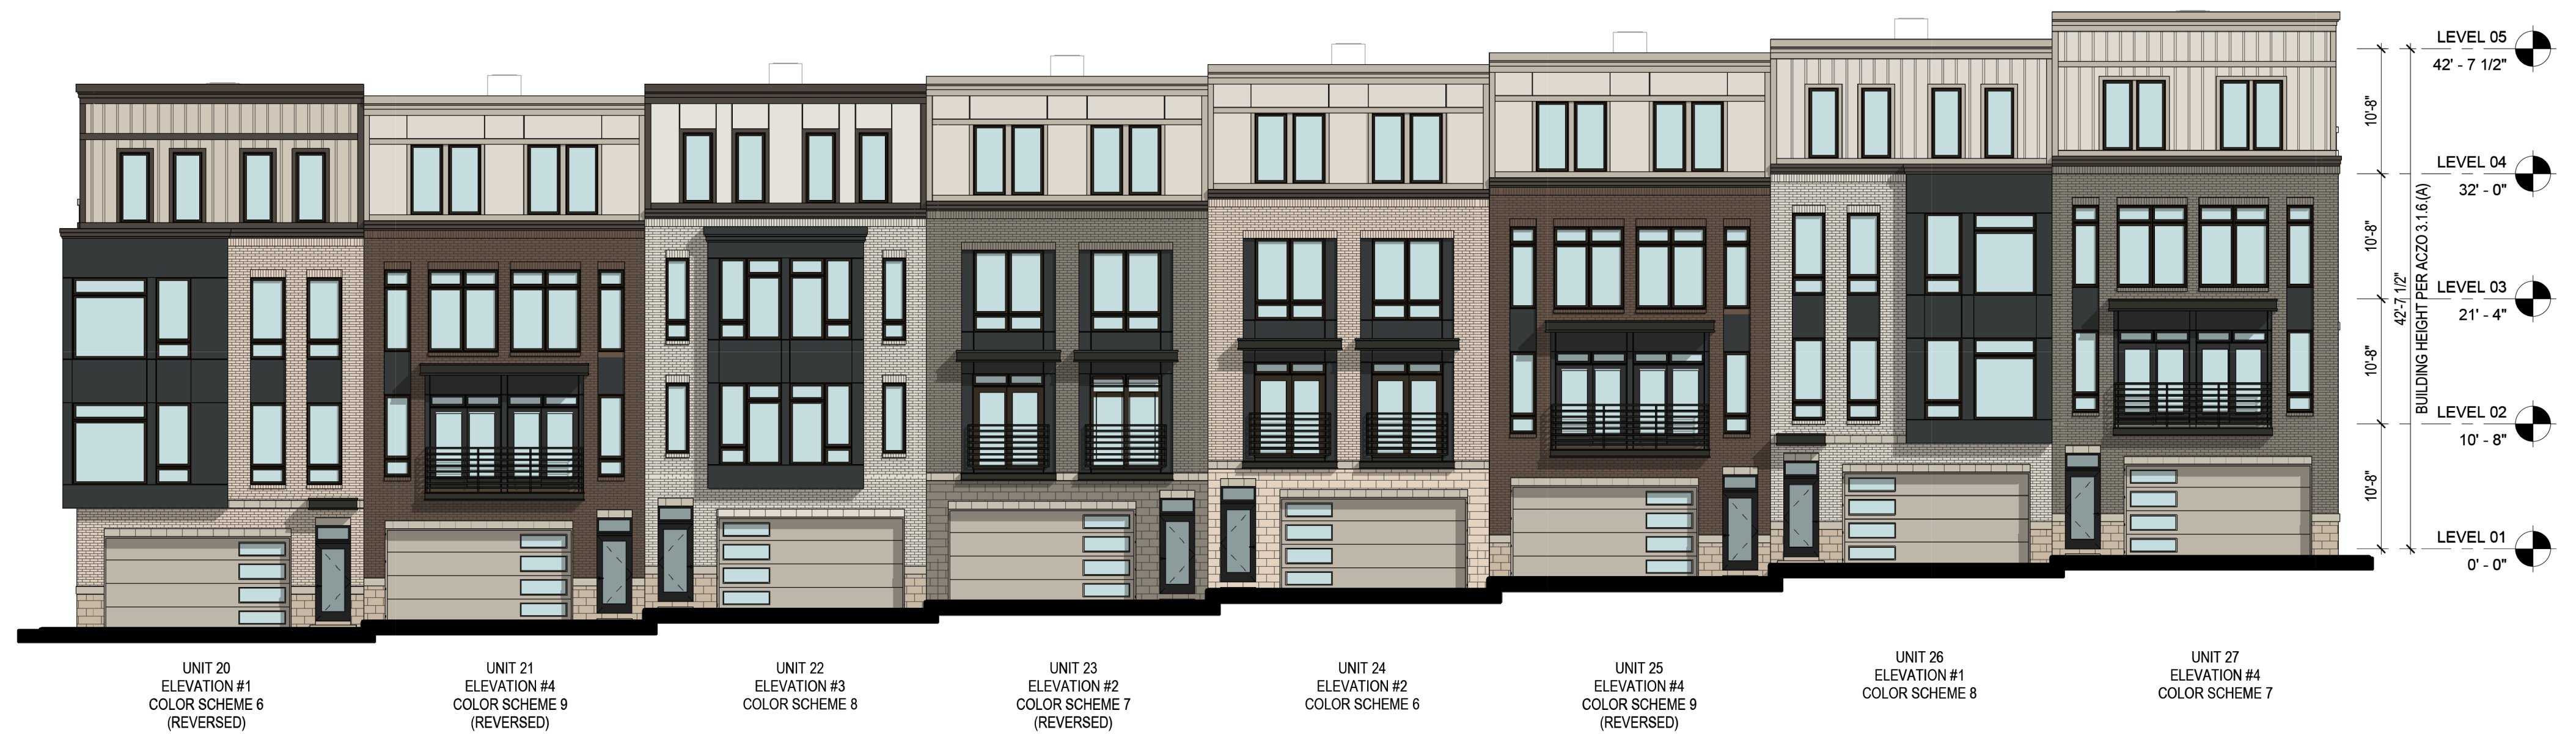 LEVEL 05
42' - 7 1/2"
LEVEL 04
32' - 0"
LEVEL 03
21' - 4"
LEVEL 02
10' - 8"
LEVEL 01
0' - 0"
10'-8"
10'-8"
10'-8"
10'-8"
42'-7 1/2"
BUILDING HEIGHT PER ACZO 3.1.6.(A)
UNIT 20
ELEVATION #1
COLOR SCHEME 6
(REVERSED)
UNIT 21
ELEVATION #4
COLOR SCHEME 9
(REVERSED)
UNIT 22
ELEVATION #3
COLOR SCHEME 8
UNIT 23
ELEVATION #2
COLOR SCHEME 7
(REVERSED)
UNIT 24
ELEVATION #2
COLOR SCHEME 6
UNIT 25
ELEVATION #4
COLOR SCHEME 9
(REVERSED)
UNIT 26
ELEVATION #1
COLOR SCHEME 8
UNIT 27
ELEVATION #4
COLOR SCHEME 7